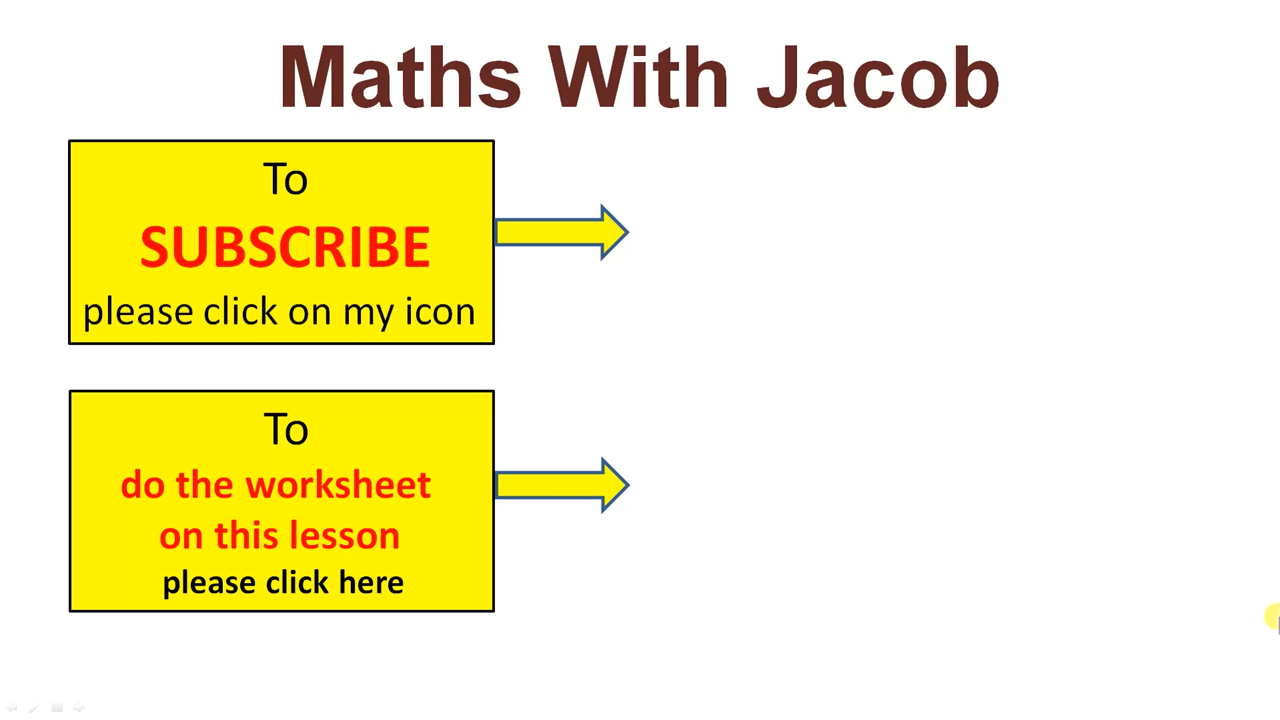 Maths With Jacob
To
SUBSCRIBE
please click on my icon
To
do the worksheet
on this lesson
please click here